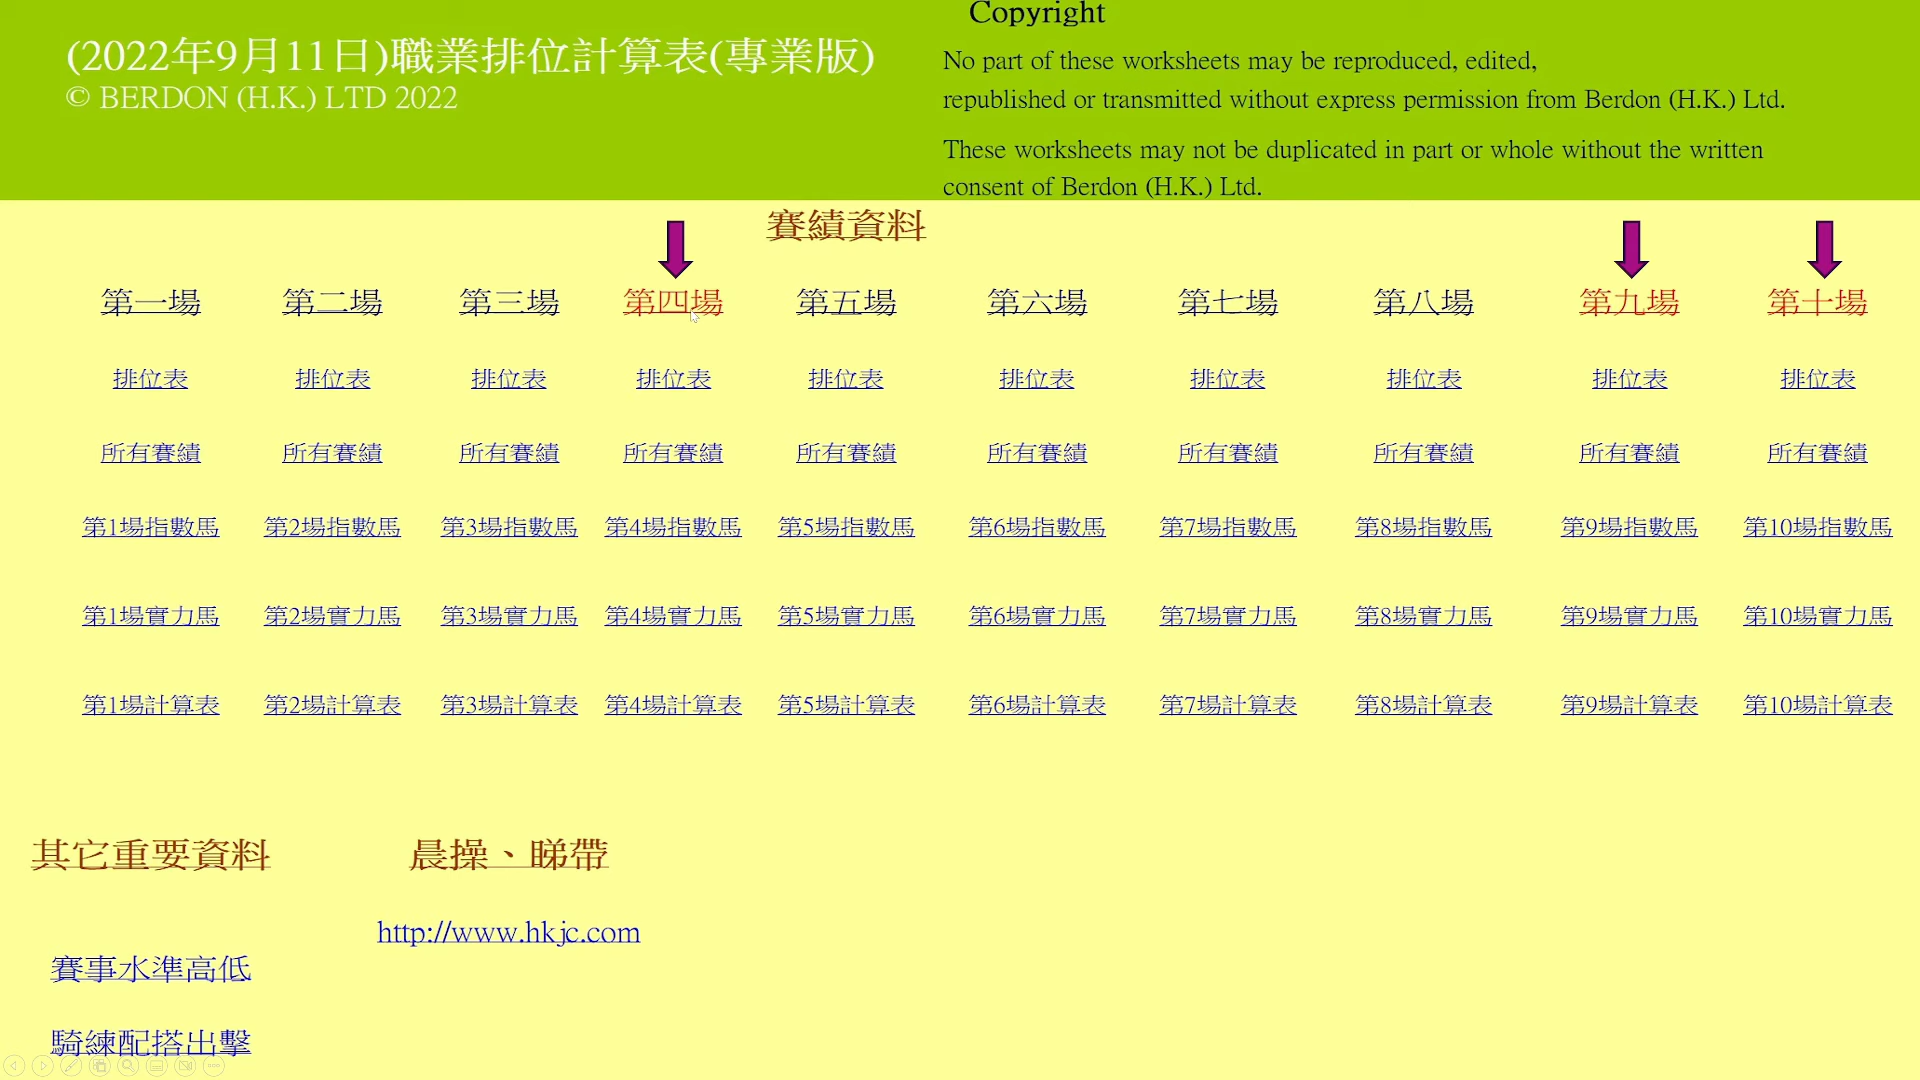 (2022年9月11日)職業排位計算表(專業版)
© BERDON (H.K.) LTD 2022
Copyright
No part of these worksheets may be reproduced, edited,
republished or transmitted without express permission from Berdon (H.K.) Ltd.
These worksheets may not be duplicated in part or whole without the written
consent of Berdon (H.K.) Ltd.
賽績資料
第一場 第二場 第三場 第四場 第五場 第六場 第七場 第八場 第九場 第十場
排位表 排位表 排位表 排位表 排位表 排位表 排位表 排位表 排位表 排位表
所有賽績 所有賽績 所有賽績 所有賽績 所有賽績 所有賽績 所有賽績 所有賽績 所有賽績 所有賽績
第1場指數馬 第2場指數馬 第3場指數馬 第4場指數馬 第5場指數馬 第6場指數馬 第7場指數馬 第8場指數馬 第9場指數馬 第10場指數馬
第1場實力馬 第2場實力馬 第3場實力馬 第4場實力馬 第5場實力馬 第6場實力馬 第7場實力馬 第8場實力馬 第9場實力馬 第10場實力馬
第1場計算表 第2場計算表 第3場計算表 第4場計算表 第5場計算表 第6場計算表 第7場計算表 第8場計算表 第9場計算表 第10場計算表
其它重要資料 晨操、睇帶
http://www.hkjc.com
賽事水準高低
騎練配搭出擊